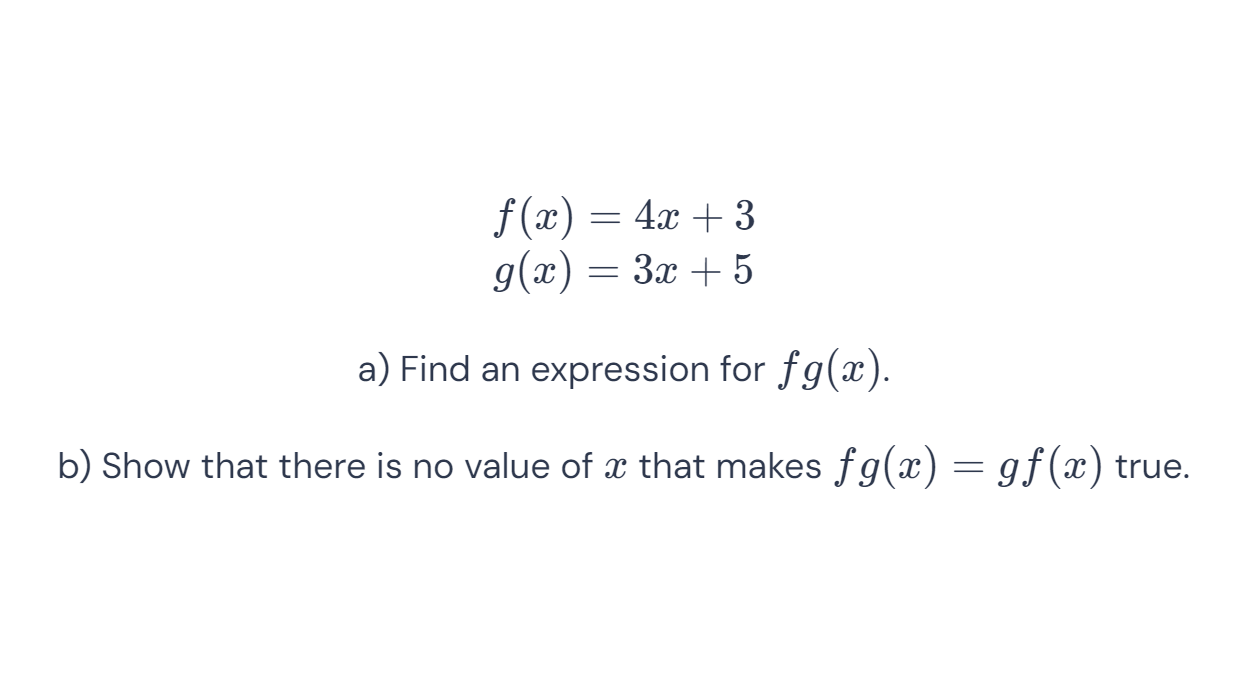 f(x) = 4x + 3
g(x) = 3x + 5
a) Find an expression for fg(x).
b) Show that there is no value of x that makes fg(x) = gf(x) true.